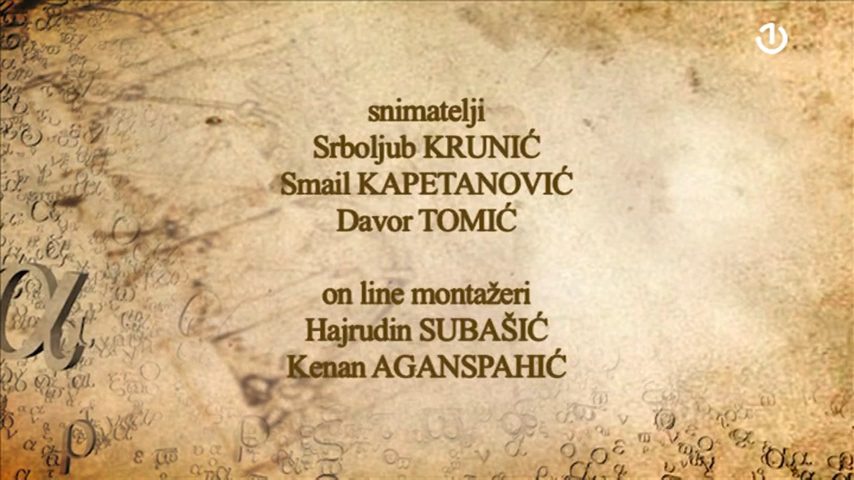 snimatelji
Srboljub KRUNIĆ
Smail KAPETANOVIĆ
Davor TOMIĆ
on line montažeri
Hajrudin SUBAŠIĆ
Kenan AGANSPAHIĆ